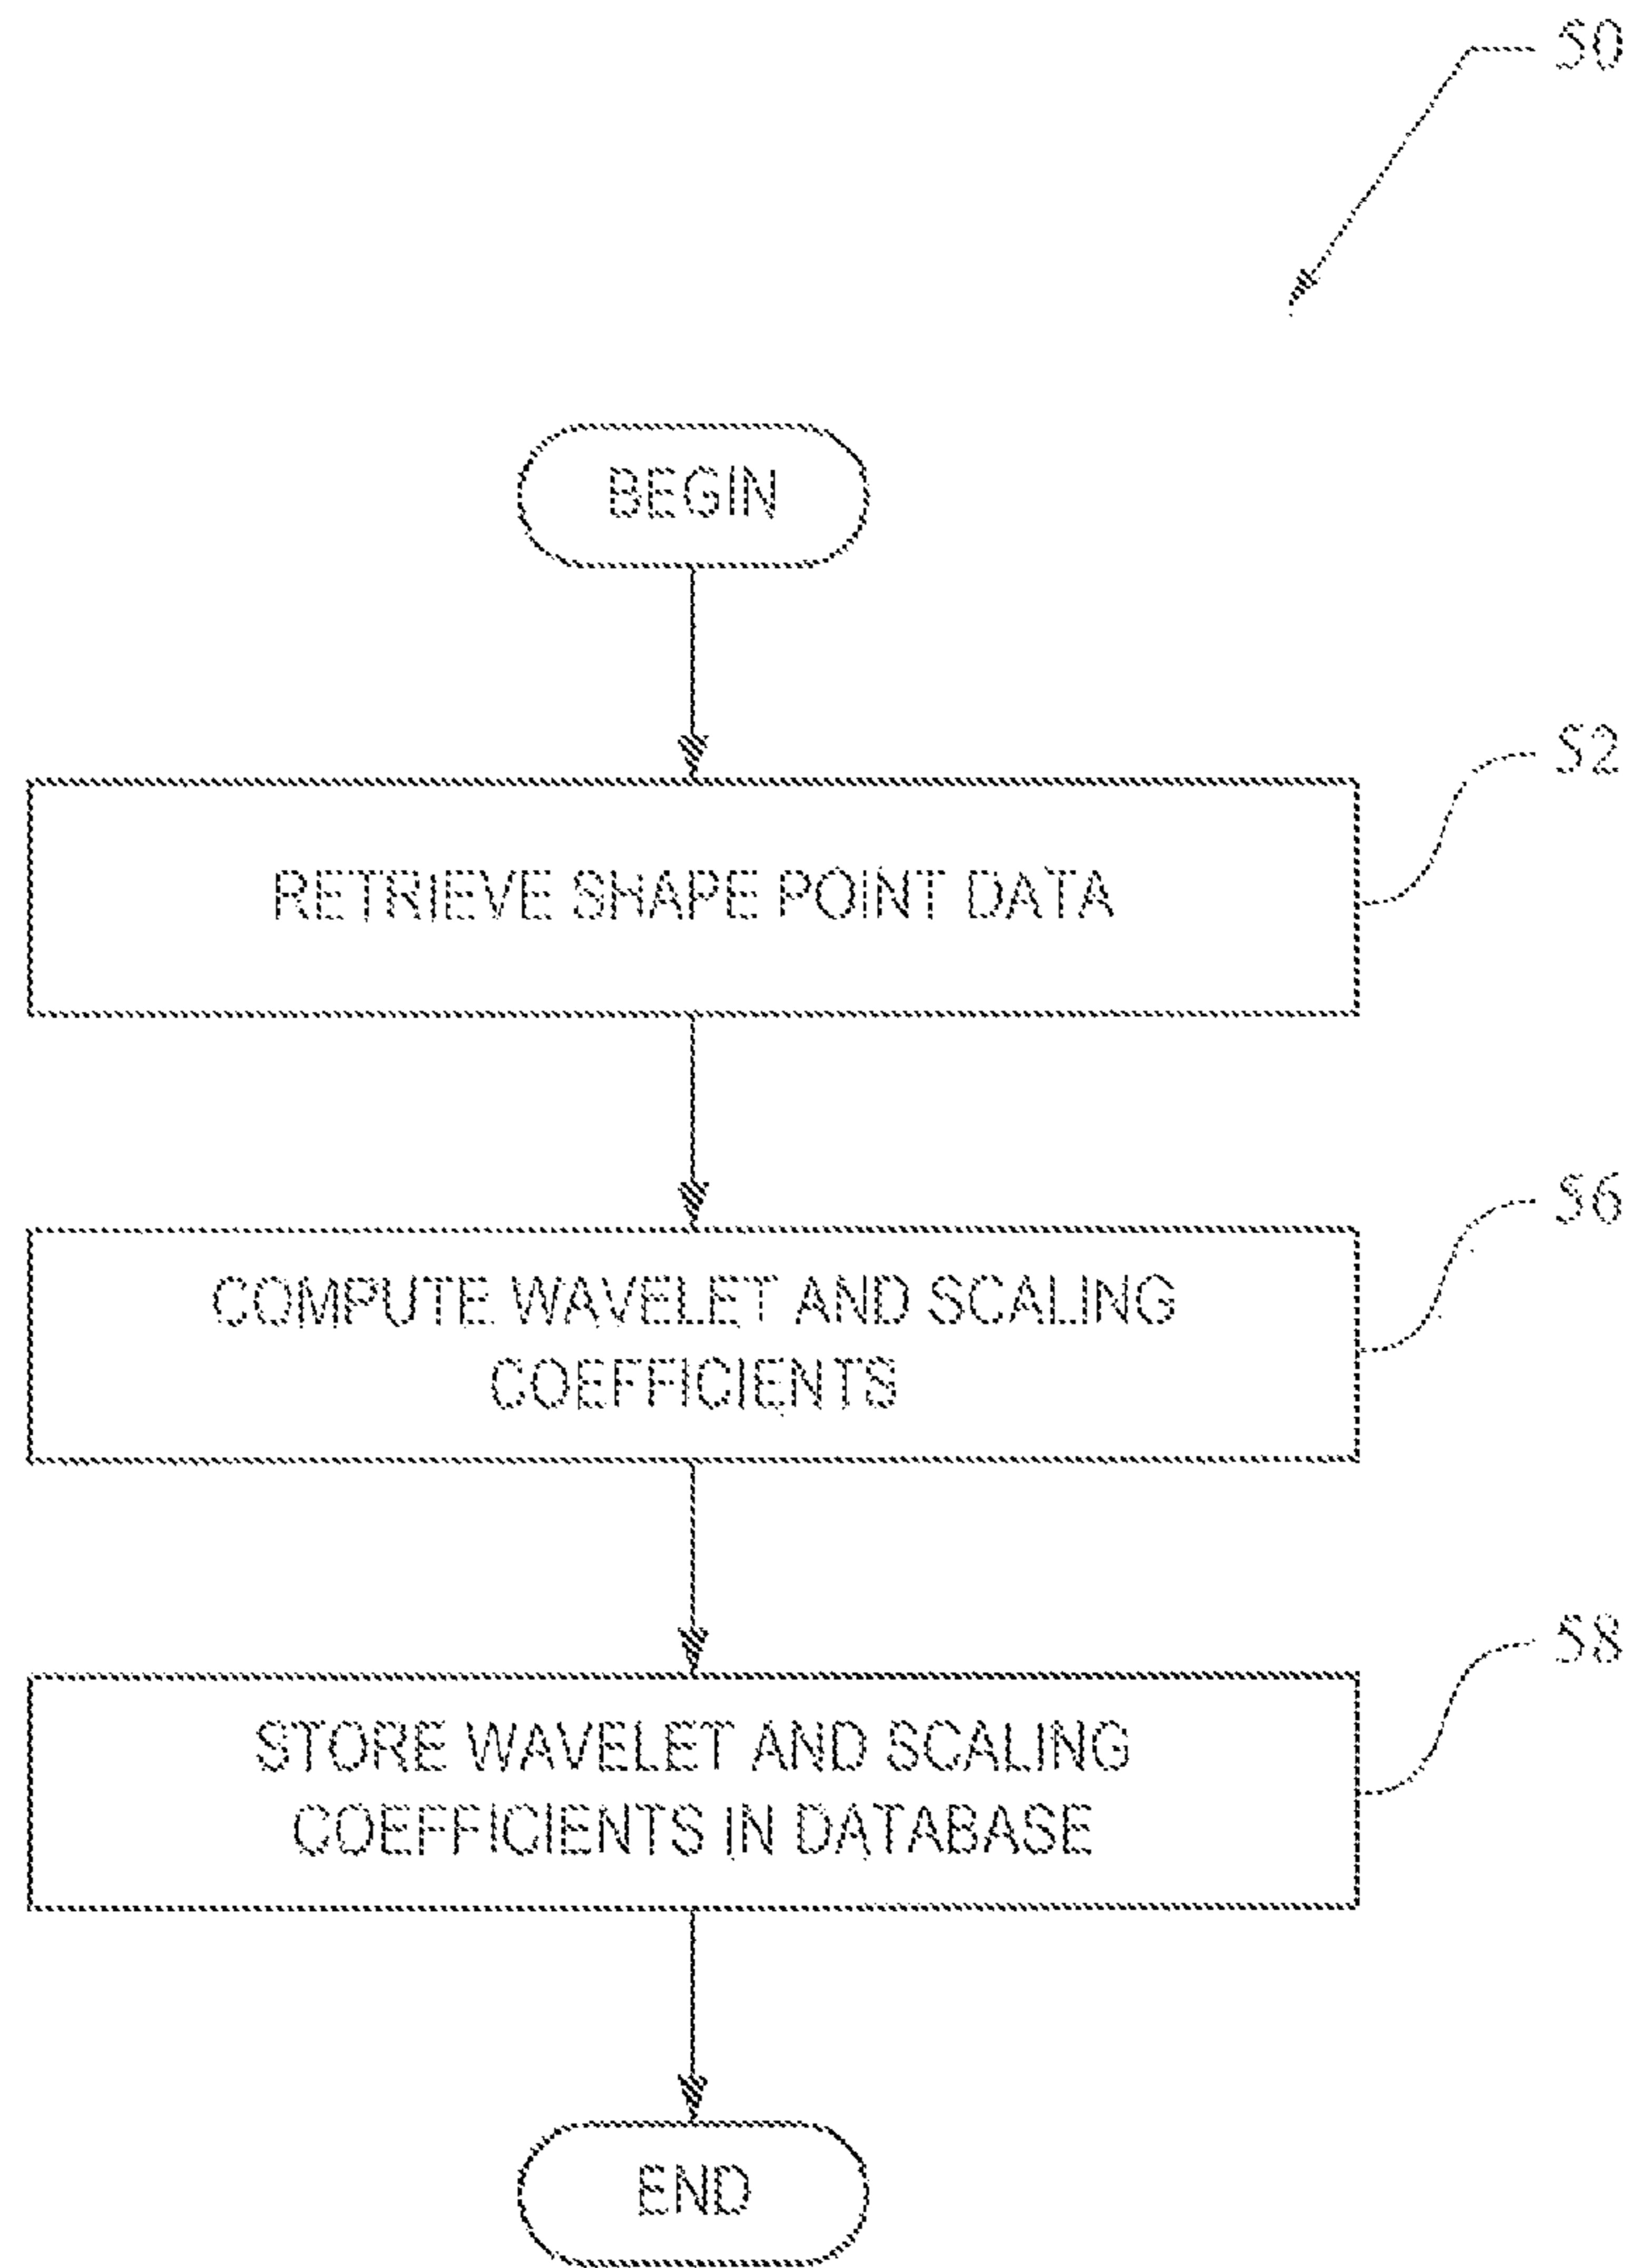 50
BEGIN
52
RETRIEVE SHAPE POINT DATA
56
COMPUTE WAVELET AND SCALING
COEFFICIENTS
58
STORE WAVELET AND SCALING
COEFFICIENTS IN DATABASE
END